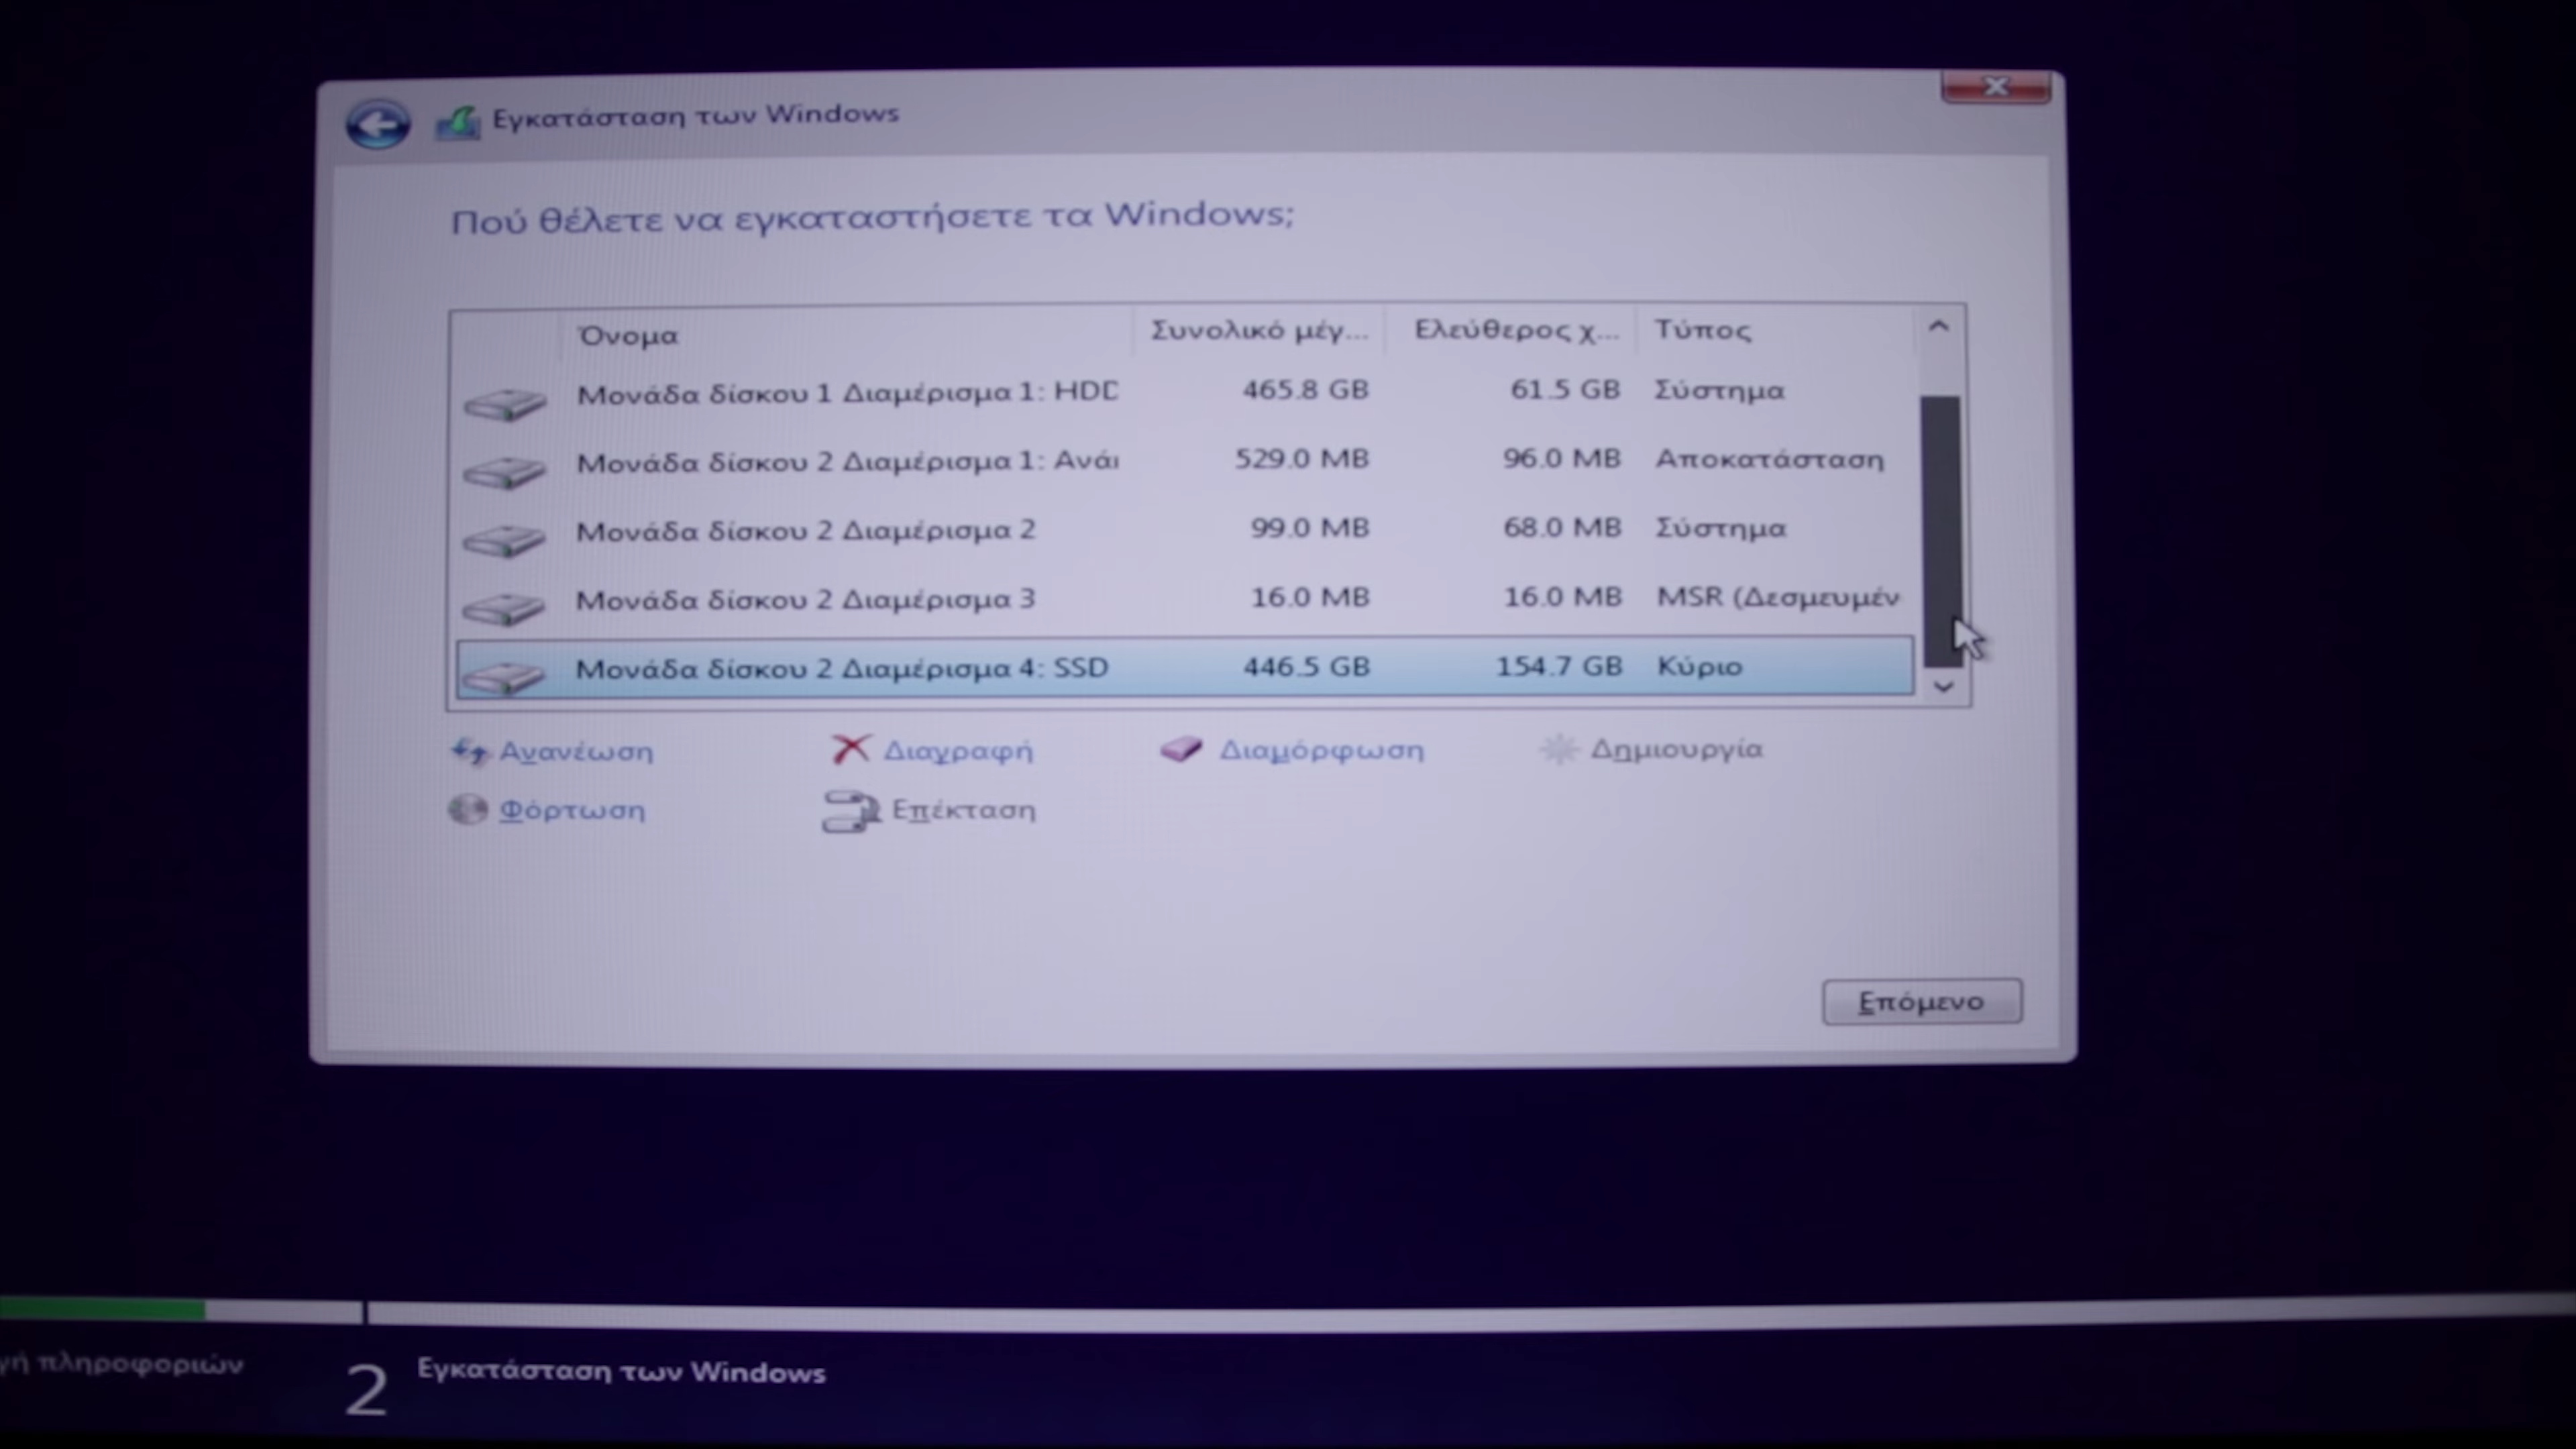 Εγκατάσταση των Windows
Πού θέλετε να εγκαταστήσετε τα Windows;
Όνομα Συνολικό μέγ... Ελεύθερος χ... Τύπος
Μονάδα δίσκου 1 Διαμέρισμα 1: HDD 465.8 GB 61.5 GB Σύστημα
Μονάδα δίσκου 2 Διαμέρισμα 1: 529.0 MB 96.0 MB Αποκατάσταση
Μονάδα δίσκου 2 Διαμέρισμα 2 99.0 MB 68.0 MB Σύστημα
Μονάδα δίσκου 2 Διαμέρισμα 3 16.0 MB 16.0 MB MSR (Δεσμευμέν
Μονάδα δίσκου 2 Διαμέρισμα 4: SSD 446.5 GB 154.7 GB Κύριο
Ανανέωση Διαγραφή Διαμόρφωση Δημιουργία
Φόρτωση Επέκταση
Επόμενο
γή πληροφοριών 2 Εγκατάσταση των Windows